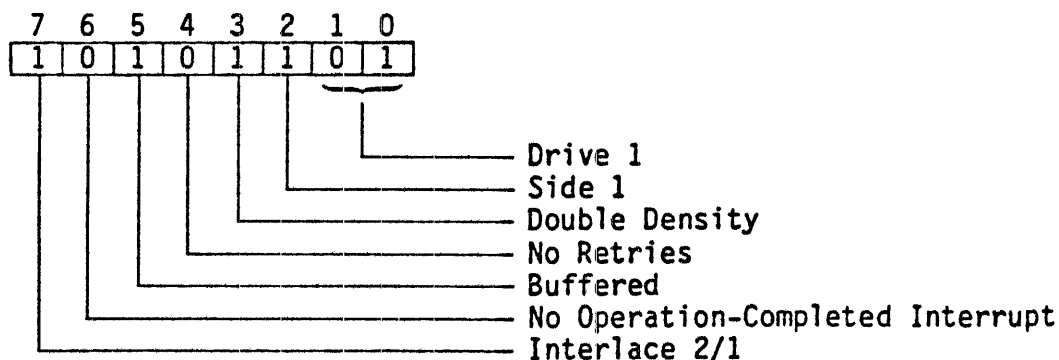 7 6 5 4 3 2 1 0
1 0 1 0 1 1 0 1
Drive 1
Side 1
Double Density
No Retries
Buffered
No Operation-Completed Interrupt
Interlace 2/1